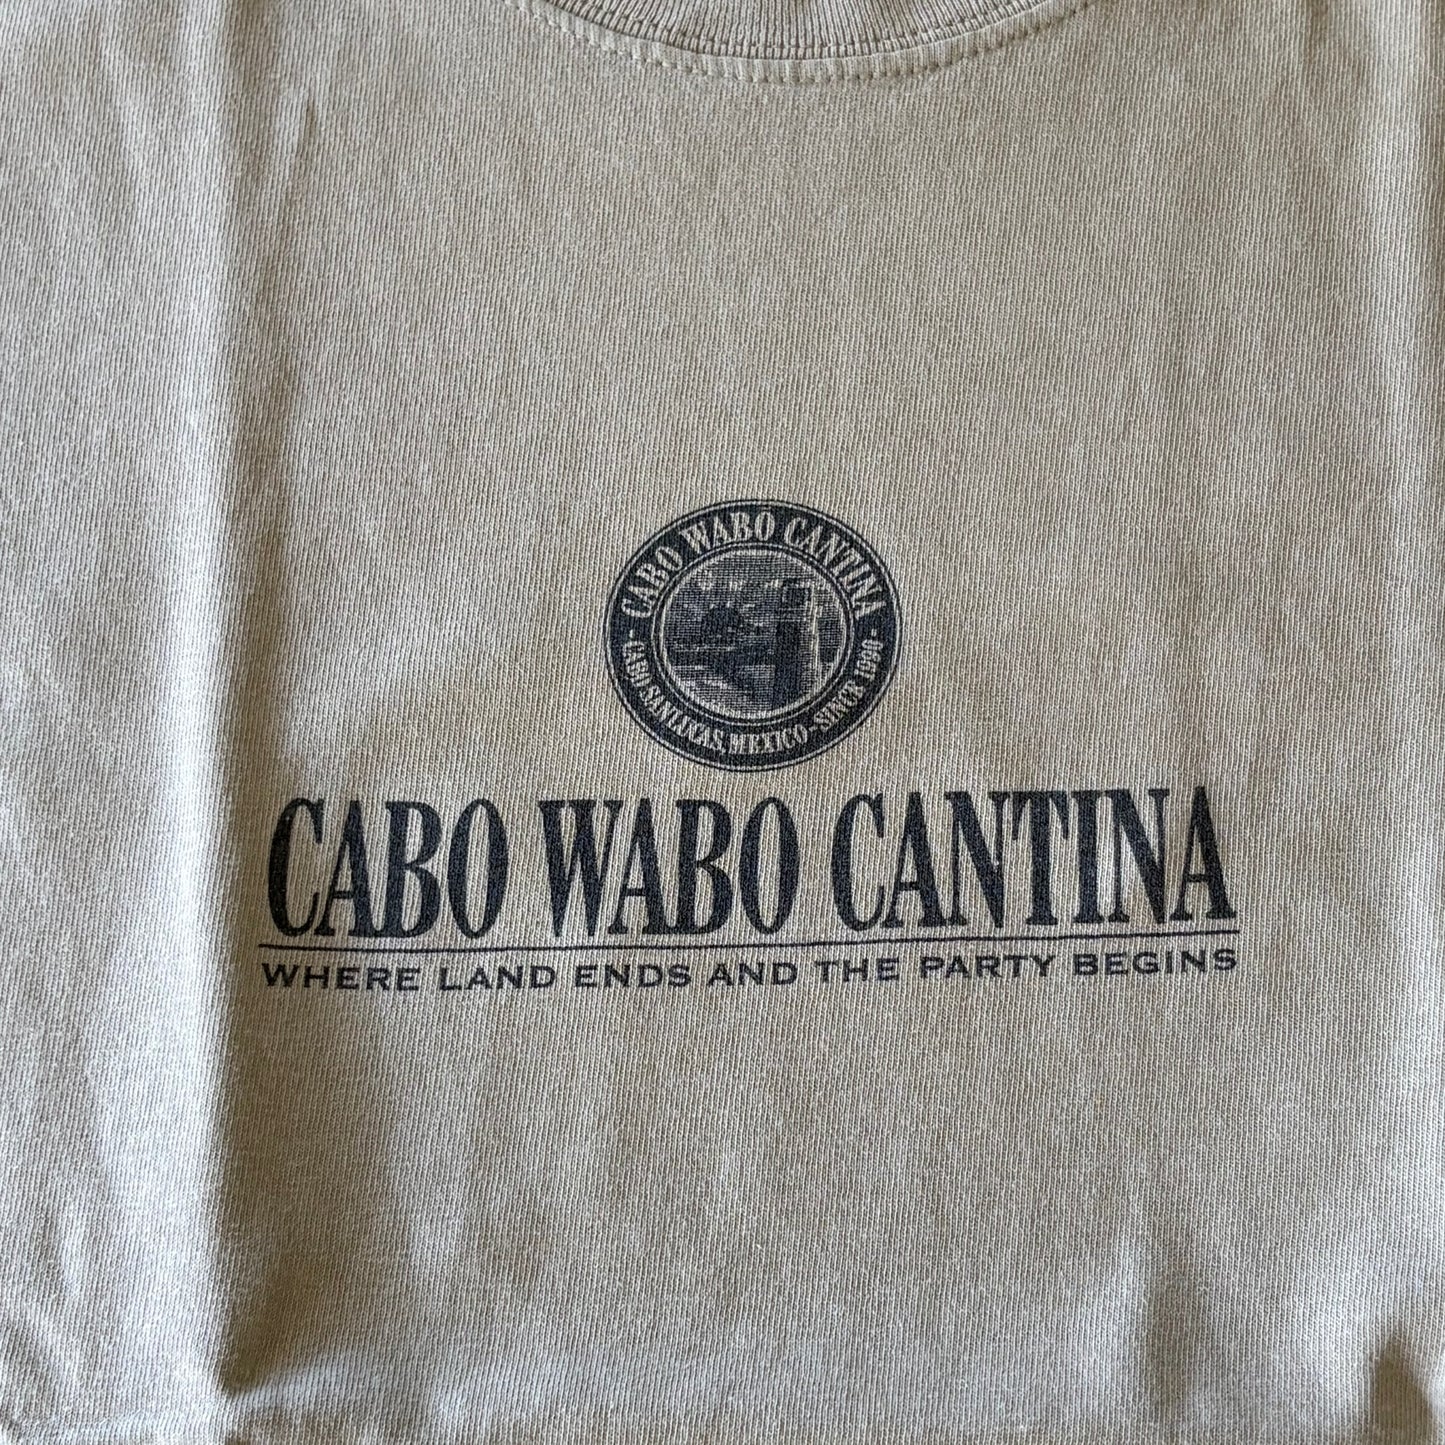 CABO WABO CANTINA
- CABO SAN LUCAS, MEXICO - SINCE 1990 -
CABO WABO CANTINA
WHERE LAND ENDS AND THE PARTY BEGINS